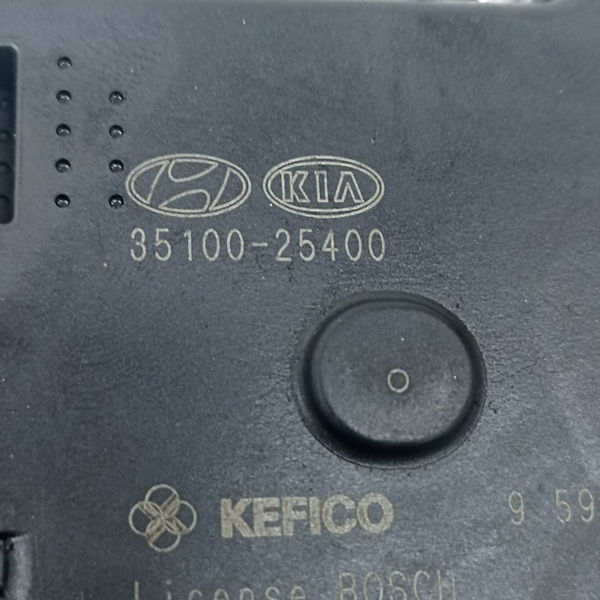 KIA
35100-25400
KEFICO 9 59
License BOSCH